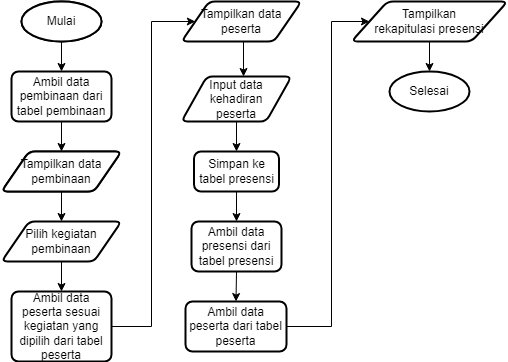 Mulai
Ambil data
pembinaan dari
tabel pembinaan
Tampilkan data
pembinaan
Pilih kegiatan
pembinaan
Ambil data
peserta sesuai
kegiatan yang
dipilih dari tabel
peserta
Tampilkan data
peserta
Input data
kehadiran
peserta
Simpan ke
tabel presensi
Ambil data
presensi dari
tabel presensi
Ambil data
peserta dari tabel
peserta
Tampilkan
rekapitulasi presensi
Selesai